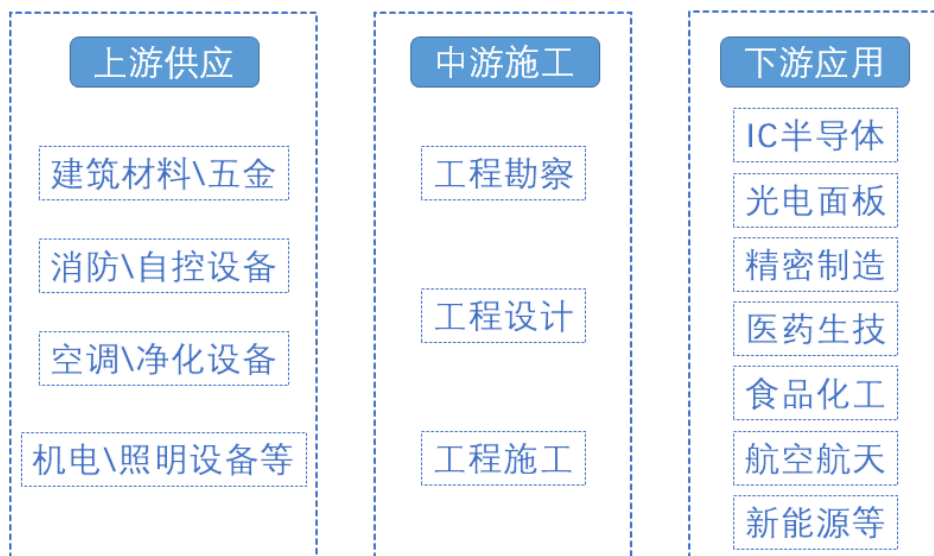 上游供应
建筑材料\五金
消防\自控设备
空调\净化设备
机电\照明设备等
中游施工
工程勘察
工程设计
工程施工
下游应用
IC半导体
光电面板
精密制造
医药生技
食品化工
航空航天
新能源等